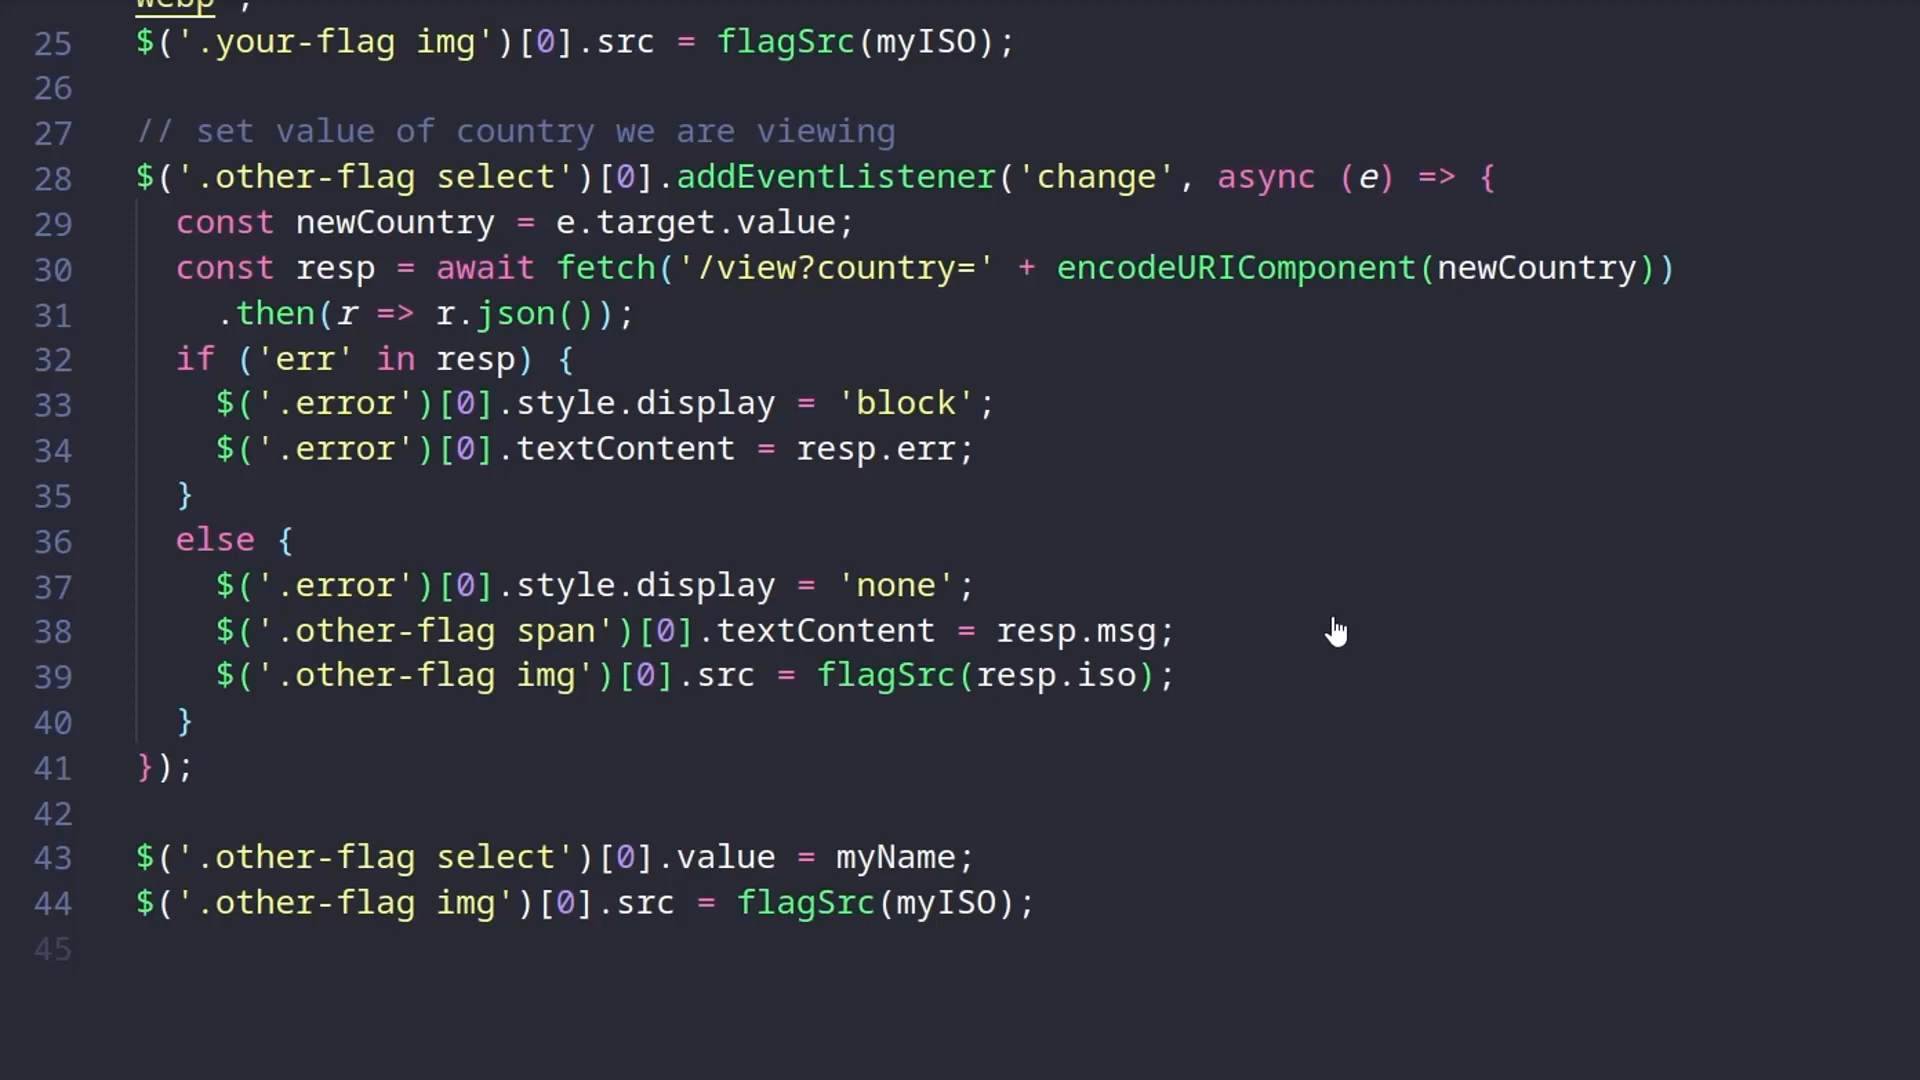 webp`;
25 $('.your-flag img')[0].src = flagSrc(myISO);
26
27 // set value of country we are viewing
28 $('.other-flag select')[0].addEventListener('change', async (e) => {
29 const newCountry = e.target.value;
30 const resp = await fetch('/view?country=' + encodeURIComponent(newCountry))
31 .then(r => r.json());
32 if ('err' in resp) {
33 $('.error')[0].style.display = 'block';
34 $('.error')[0].textContent = resp.err;
35 }
36 else {
37 $('.error')[0].style.display = 'none';
38 $('.other-flag span')[0].textContent = resp.msg;
39 $('.other-flag img')[0].src = flagSrc(resp.iso);
40 }
41 });
42
43 $('.other-flag select')[0].value = myName;
44 $('.other-flag img')[0].src = flagSrc(myISO);
45